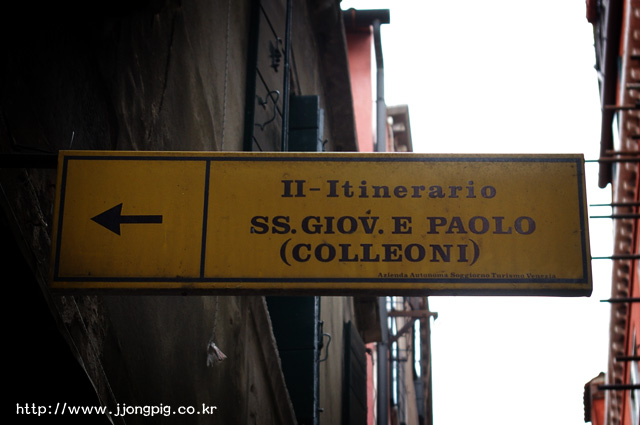 II-Itinerario
SS. GIOV. E PAOLO
(COLLEONI)
Azienda Autonoma Soggiorno Turismo Venezia
http://www.jjongpig.co.kr